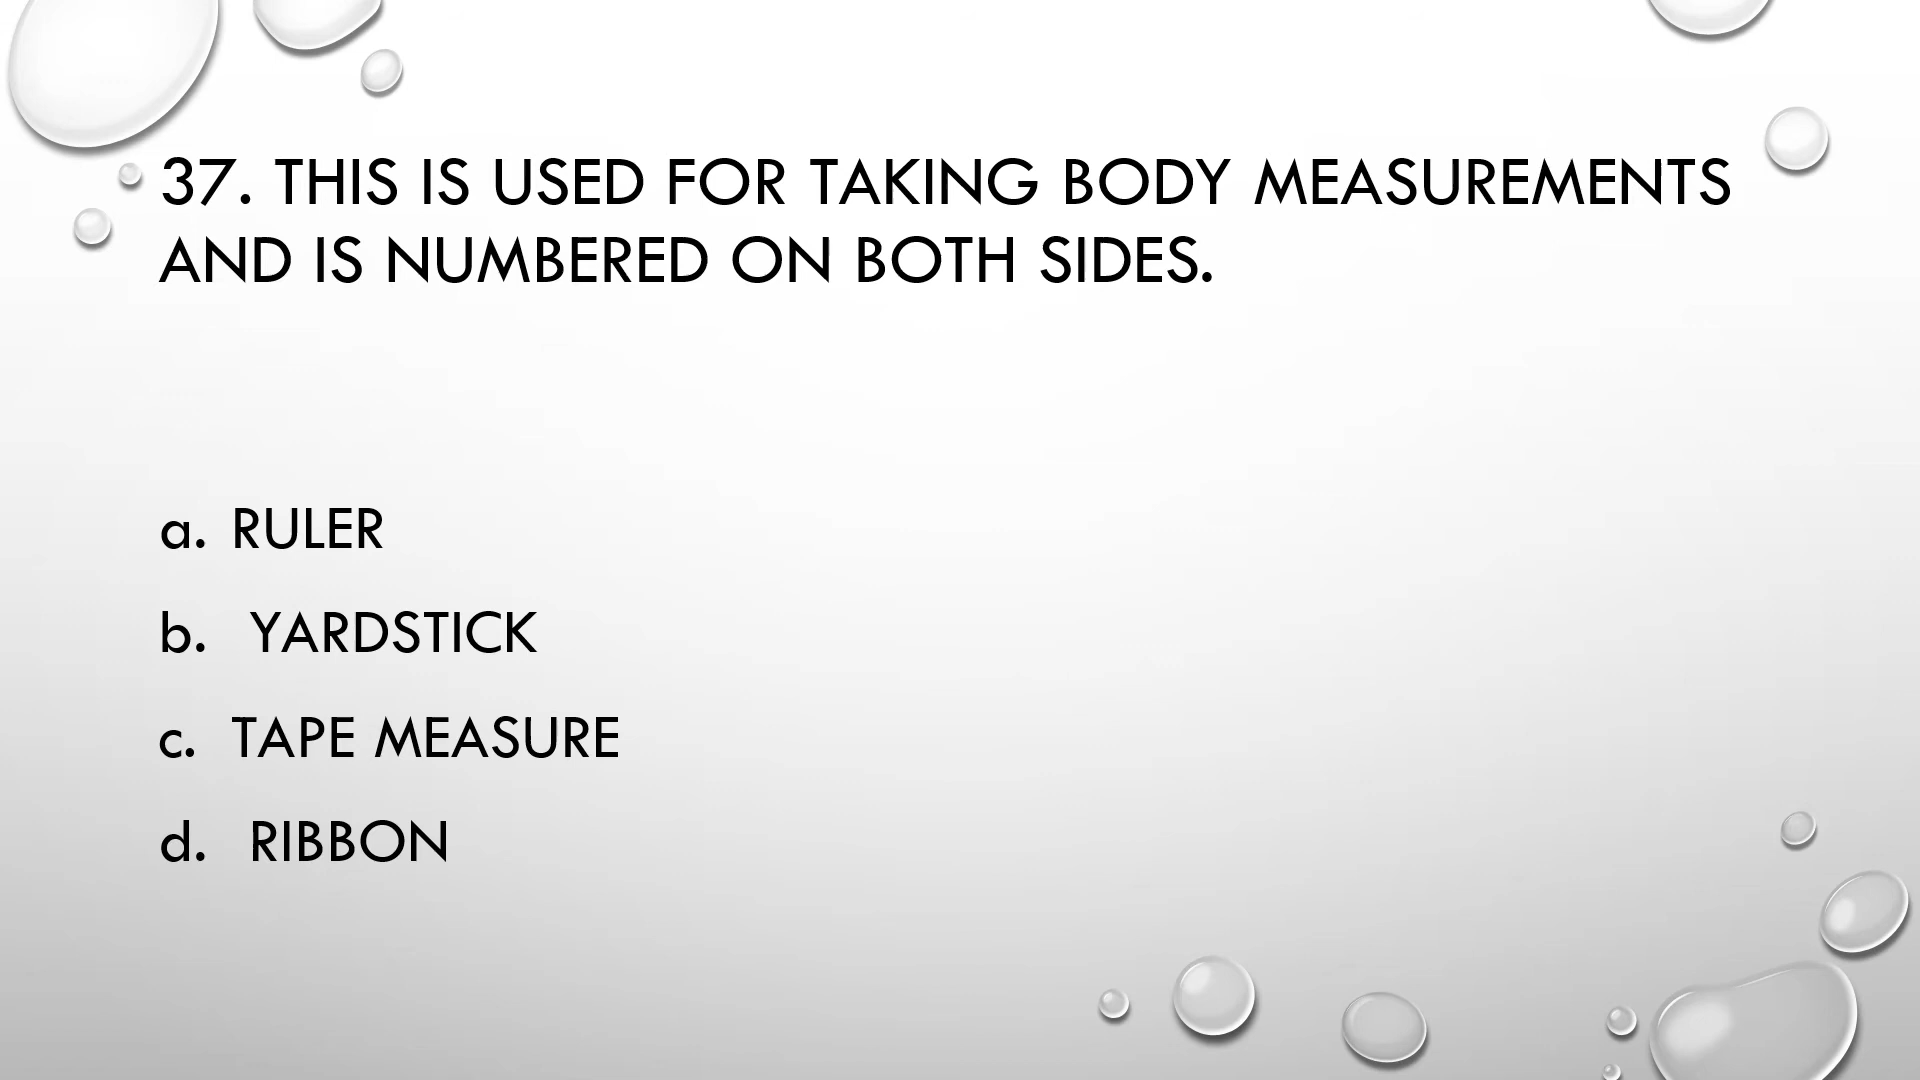 37. THIS IS USED FOR TAKING BODY MEASUREMENTS
AND IS NUMBERED ON BOTH SIDES.
a. RULER
b. YARDSTICK
c. TAPE MEASURE
d. RIBBON